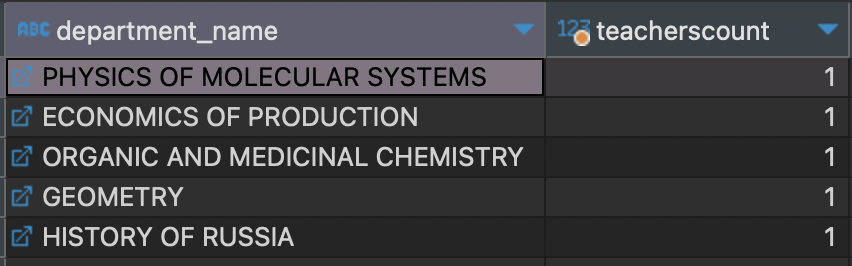 ABC department_name 123 teacherscount
PHYSICS OF MOLECULAR SYSTEMS 1
ECONOMICS OF PRODUCTION 1
ORGANIC AND MEDICINAL CHEMISTRY 1
GEOMETRY 1
HISTORY OF RUSSIA 1